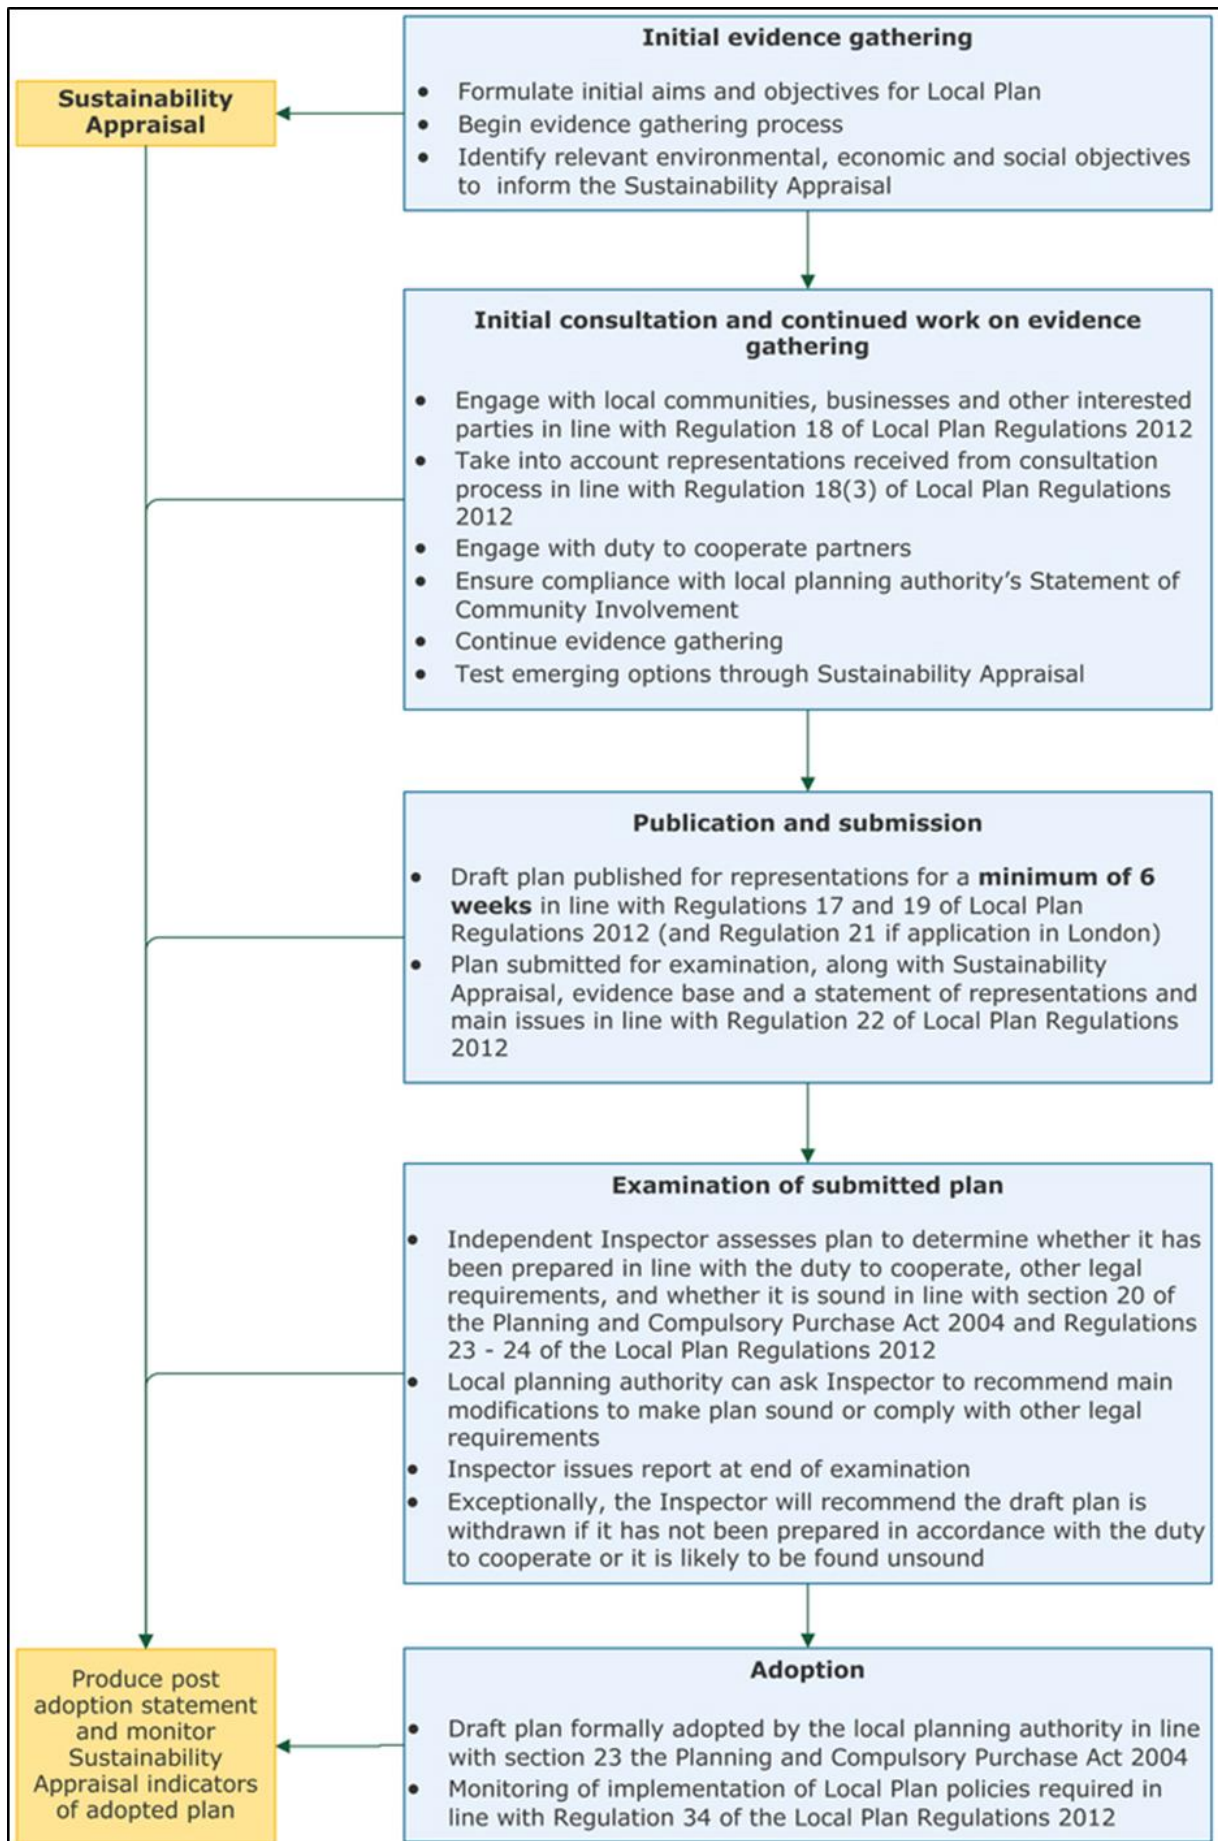 Initial evidence gathering
• Formulate initial aims and objectives for Local Plan
• Begin evidence gathering process
• Identify relevant environmental, economic and social objectives
to inform the Sustainability Appraisal
Sustainability
Appraisal
Initial consultation and continued work on evidence
gathering
• Engage with local communities, businesses and other interested
parties in line with Regulation 18 of Local Plan Regulations 2012
• Take into account representations received from consultation
process in line with Regulation 18(3) of Local Plan Regulations
2012
• Engage with duty to cooperate partners
• Ensure compliance with local planning authority’s Statement of
Community Involvement
• Continue evidence gathering
• Test emerging options through Sustainability Appraisal
Publication and submission
• Draft plan published for representations for a minimum of 6
weeks in line with Regulations 17 and 19 of Local Plan
Regulations 2012 (and Regulation 21 if application in London)
• Plan submitted for examination, along with Sustainability
Appraisal, evidence base and a statement of representations and
main issues in line with Regulation 22 of Local Plan Regulations
2012
Examination of submitted plan
• Independent Inspector assesses plan to determine whether it has
been prepared in line with the duty to cooperate, other legal
requirements, and whether it is sound in line with section 20 of
the Planning and Compulsory Purchase Act 2004 and Regulations
23 - 24 of the Local Plan Regulations 2012
• Local planning authority can ask Inspector to recommend main
modifications to make plan sound or comply with other legal
requirements
• Inspector issues report at end of examination
• Exceptionally, the Inspector will recommend the draft plan is
withdrawn if it has not been prepared in accordance with the duty
to cooperate or it is likely to be found unsound
Adoption
• Draft plan formally adopted by the local planning authority in line
with section 23 the Planning and Compulsory Purchase Act 2004
• Monitoring of implementation of Local Plan policies required in
line with Regulation 34 of the Local Plan Regulations 2012
Produce post
adoption statement
and monitor
Sustainability
Appraisal indicators
of adopted plan